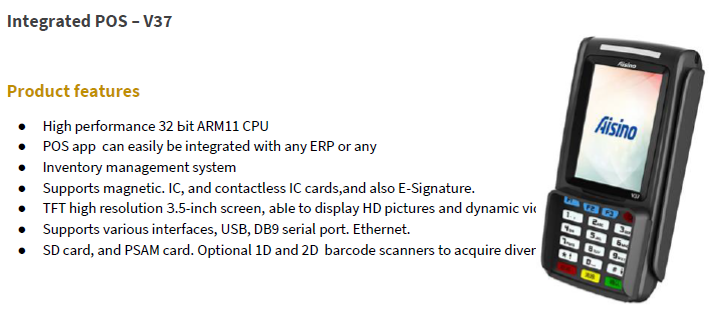 Integrated POS – V37
Product features
● High performance 32 bit ARM11 CPU
● POS app can easily be integrated with any ERP or any
● Inventory management system
● Supports magnetic. IC, and contactless IC cards,and also E-Signature.
● TFT high resolution 3.5-inch screen, able to display HD pictures and dynamic vi
● Supports various interfaces, USB, DB9 serial port. Ethernet.
● SD card, and PSAM card. Optional 1D and 2D barcode scanners to acquire diver
Aisino
Aisino
V37
F1 F2 F3